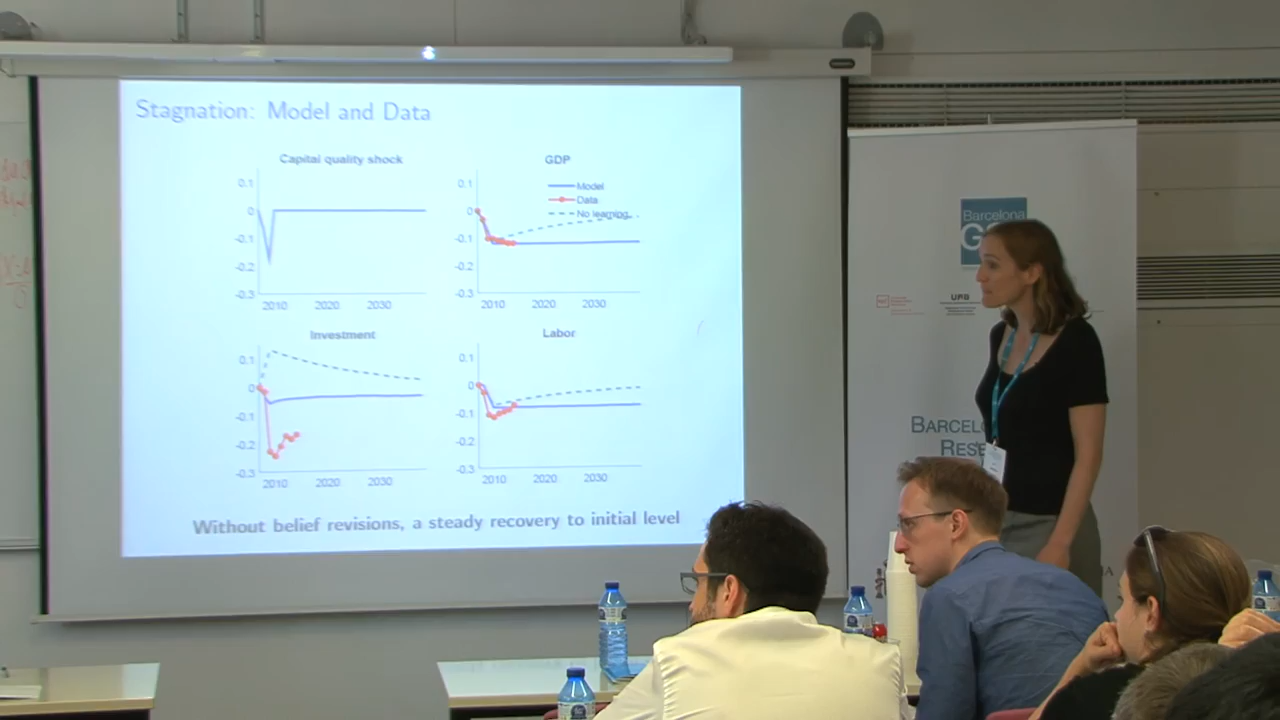 Stagnation: Model and Data
Capital quality shock
0.1
0
-0.1
-0.2
-0.3
2010 2020 2030
GDP
0.1
0
-0.1
-0.2
-0.3
2010 2020 2030
Model
Data
No learning
Investment
0.1
0
-0.1
-0.2
-0.3
2010 2020 2030
Labor
0.1
0
-0.1
-0.2
-0.3
2010 2020 2030
Without belief revisions, a steady recovery to initial level
Barcelona
G
UAB
BARCEL
RESE